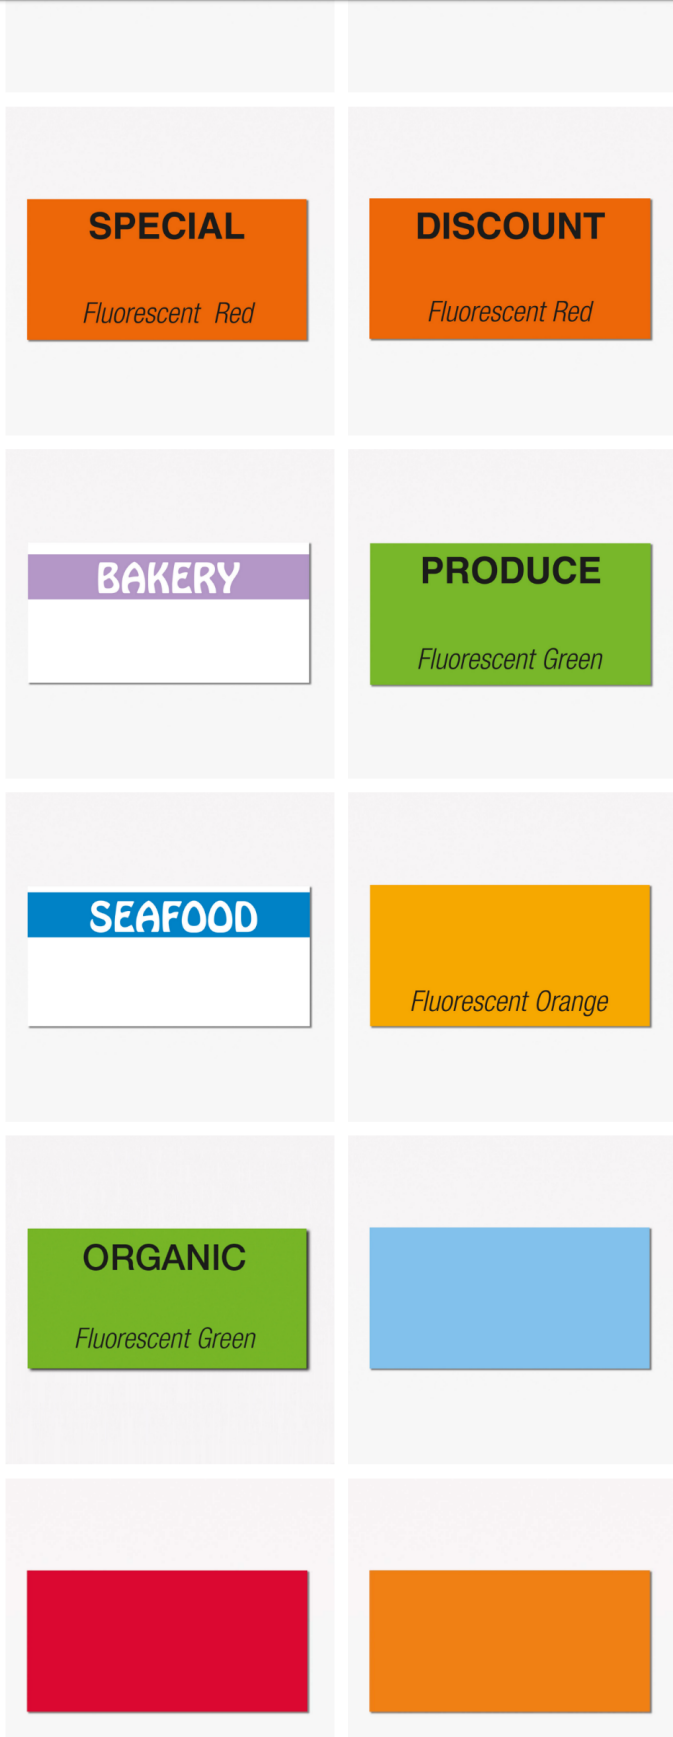 SPECIAL
Fluorescent Red
DISCOUNT
Fluorescent Red
BAKERY
PRODUCE
Fluorescent Green
SEAFOOD
Fluorescent Orange
ORGANIC
Fluorescent Green